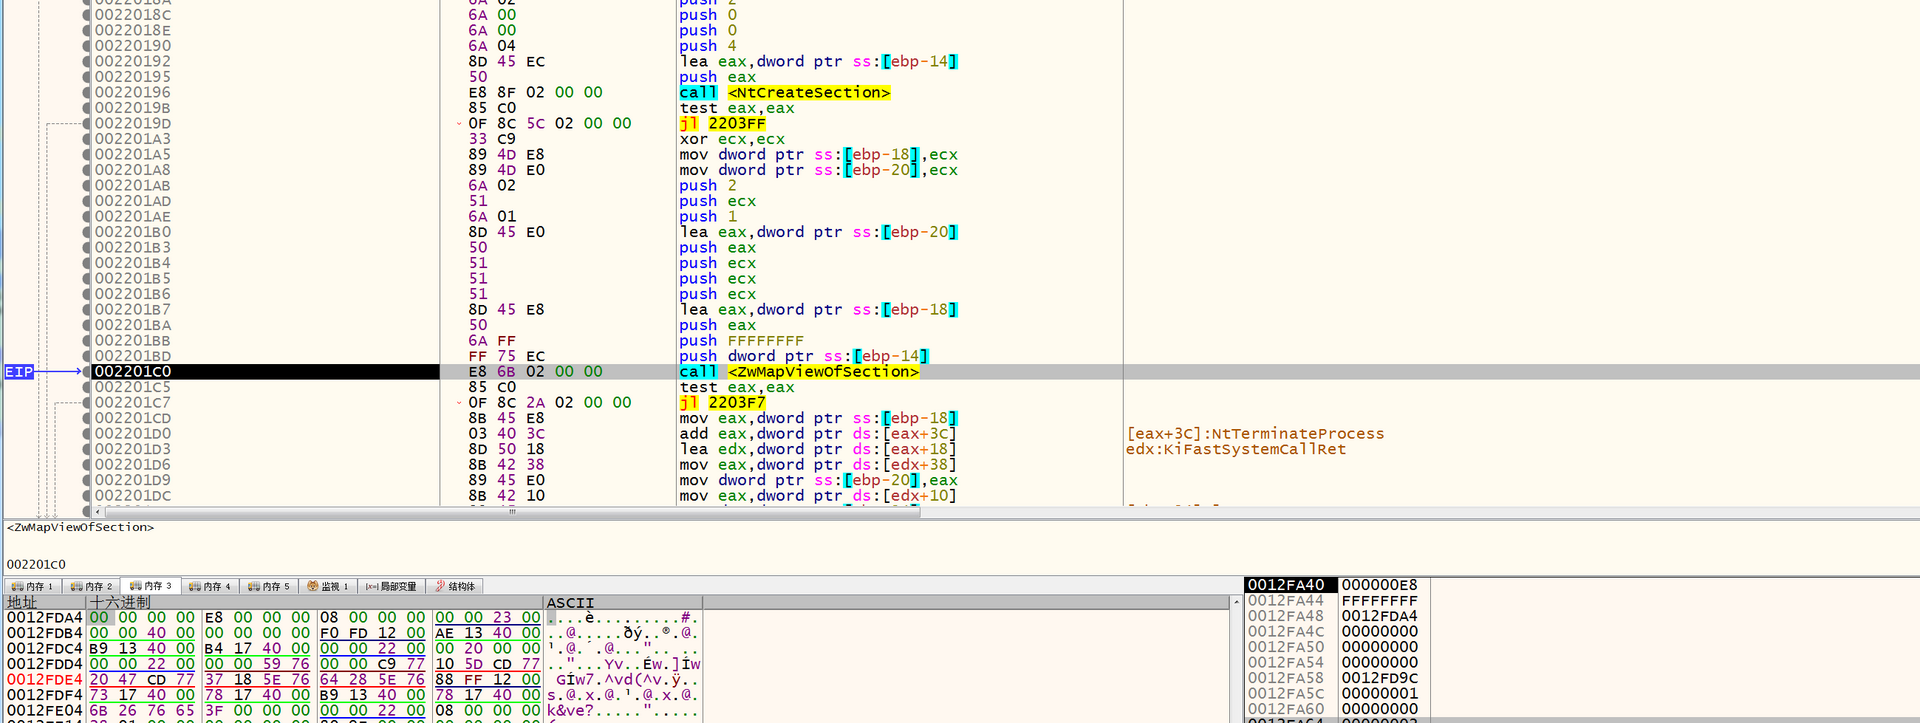 0022018A 6A 02 push 2
0022018C 6A 00 push 0
0022018E 6A 00 push 0
00220190 6A 04 push 4
00220192 8D 45 EC lea eax,dword ptr ss:[ebp-14]
00220195 50 push eax
00220196 E8 8F 02 00 00 call <NtCreateSection>
0022019B 85 C0 test eax,eax
0022019D 0F 8C 5C 02 00 00 jl 2203FF
002201A3 33 C9 xor ecx,ecx
002201A5 89 4D E8 mov dword ptr ss:[ebp-18],ecx
002201A8 89 4D E0 mov dword ptr ss:[ebp-20],ecx
002201AB 6A 02 push 2
002201AD 51 push ecx
002201AE 6A 01 push 1
002201B0 8D 45 E0 lea eax,dword ptr ss:[ebp-20]
002201B3 50 push eax
002201B4 51 push ecx
002201B5 51 push ecx
002201B6 51 push ecx
002201B7 8D 45 E8 lea eax,dword ptr ss:[ebp-18]
002201BA 50 push eax
002201BB 6A FF push FFFFFFFF
002201BD FF 75 EC push dword ptr ss:[ebp-14]
EIP 002201C0 E8 6B 02 00 00 call <ZwMapViewOfSection>
002201C5 85 C0 test eax,eax
002201C7 0F 8C 2A 02 00 00 jl 2203F7
002201CD 8B 45 E8 mov eax,dword ptr ss:[ebp-18]
002201D0 03 40 3C add eax,dword ptr ds:[eax+3C] [eax+3C]:NtTerminateProcess
002201D3 8D 50 18 lea edx,dword ptr ds:[eax+18] edx:KiFastSystemCallRet
002201D6 8B 42 38 mov eax,dword ptr ds:[edx+38]
002201D9 89 45 E0 mov dword ptr ss:[ebp-20],eax
002201DC 8B 42 10 mov eax,dword ptr ds:[edx+10]
<ZwMapViewOfSection>
002201C0
内存 1 内存 2 内存 3 内存 4 内存 5 监视 1 [x=] 局部变量 结构体
地址 十六进制 ASCII
0012FDA4 00 00 00 00 E8 00 00 00 08 00 00 00 00 00 23 00 ....è.........#.
0012FDB4 00 00 40 00 00 00 00 00 F0 FD 12 00 AE 13 40 00 ..@.....ðý..®.@.
0012FDC4 B9 13 40 00 B4 17 40 00 00 00 22 00 00 20 00 00 ¹.@.´.@...".. ..
0012FDD4 00 00 22 00 00 00 59 76 00 00 C9 77 10 5D CD 77 .."...Yv..Éw.]Íw
0012FDE4 20 47 CD 77 37 18 5E 76 64 28 5E 76 88 FF 12 00 GÍw7.^vd(^v.ÿ..
0012FDF4 73 17 40 00 78 17 40 00 B9 13 40 00 78 17 40 00 s.@.x.@.¹.@.x.@.
0012FE04 6B 26 76 65 3F 00 00 00 00 00 22 00 08 00 00 00 k&ve?.....".....
0012FA40 000000E8
0012FA44 FFFFFFFF
0012FA48 0012FDA4
0012FA4C 00000000
0012FA50 00000000
0012FA54 00000000
0012FA58 0012FD9C
0012FA5C 00000001
0012FA60 00000000